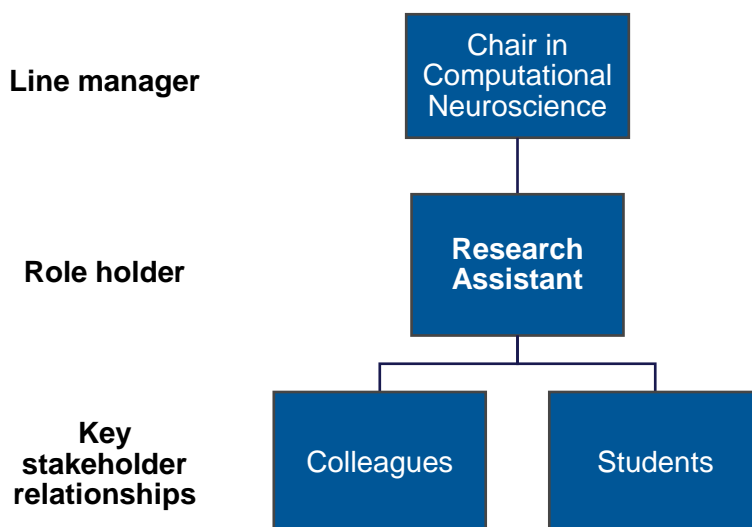 Line manager
Chair in
Computational
Neuroscience
Role holder
Research
Assistant
Key
stakeholder
relationships
Colleagues
Students